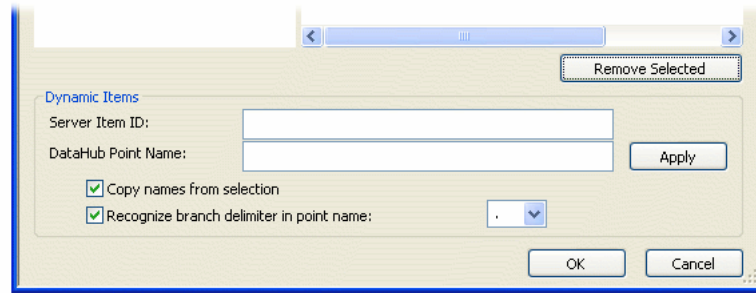 Remove Selected
Dynamic Items
Server Item ID:
DataHub Point Name:
Apply
Copy names from selection
Recognize branch delimiter in point name: .
OK Cancel